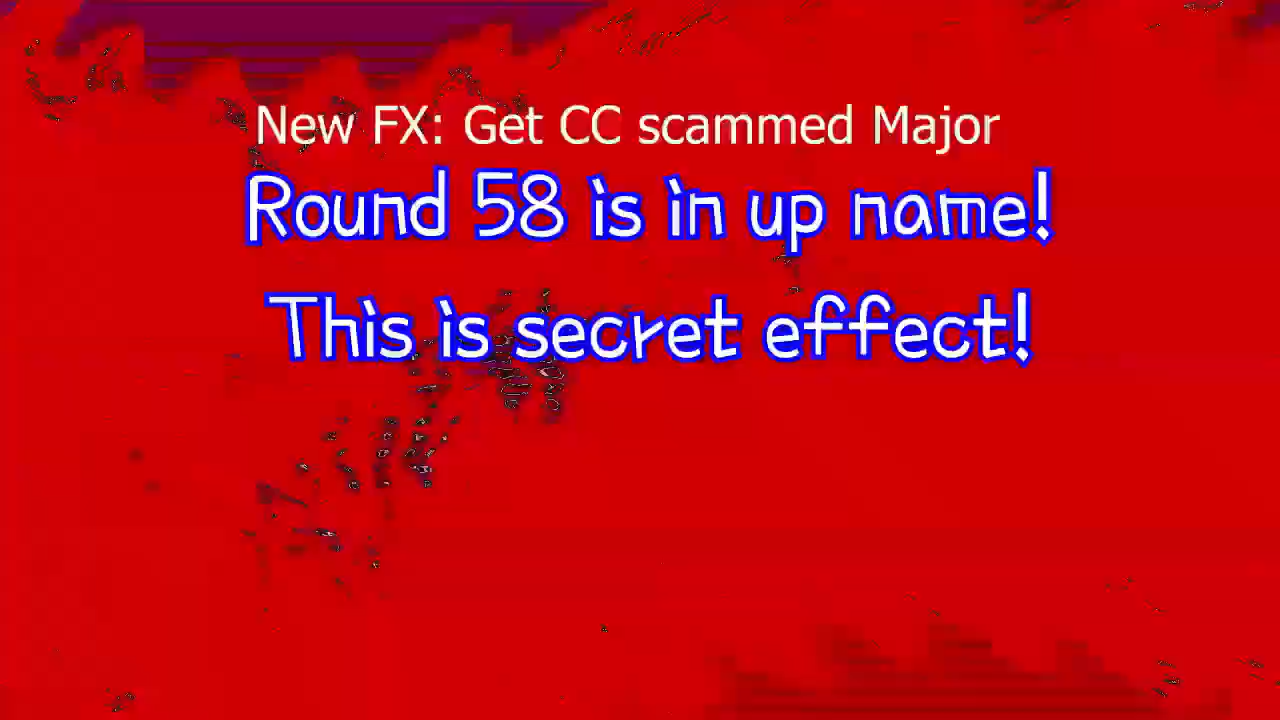 New FX: Get CC scammed Major
Round 58 is in up name!
This is secret effect!